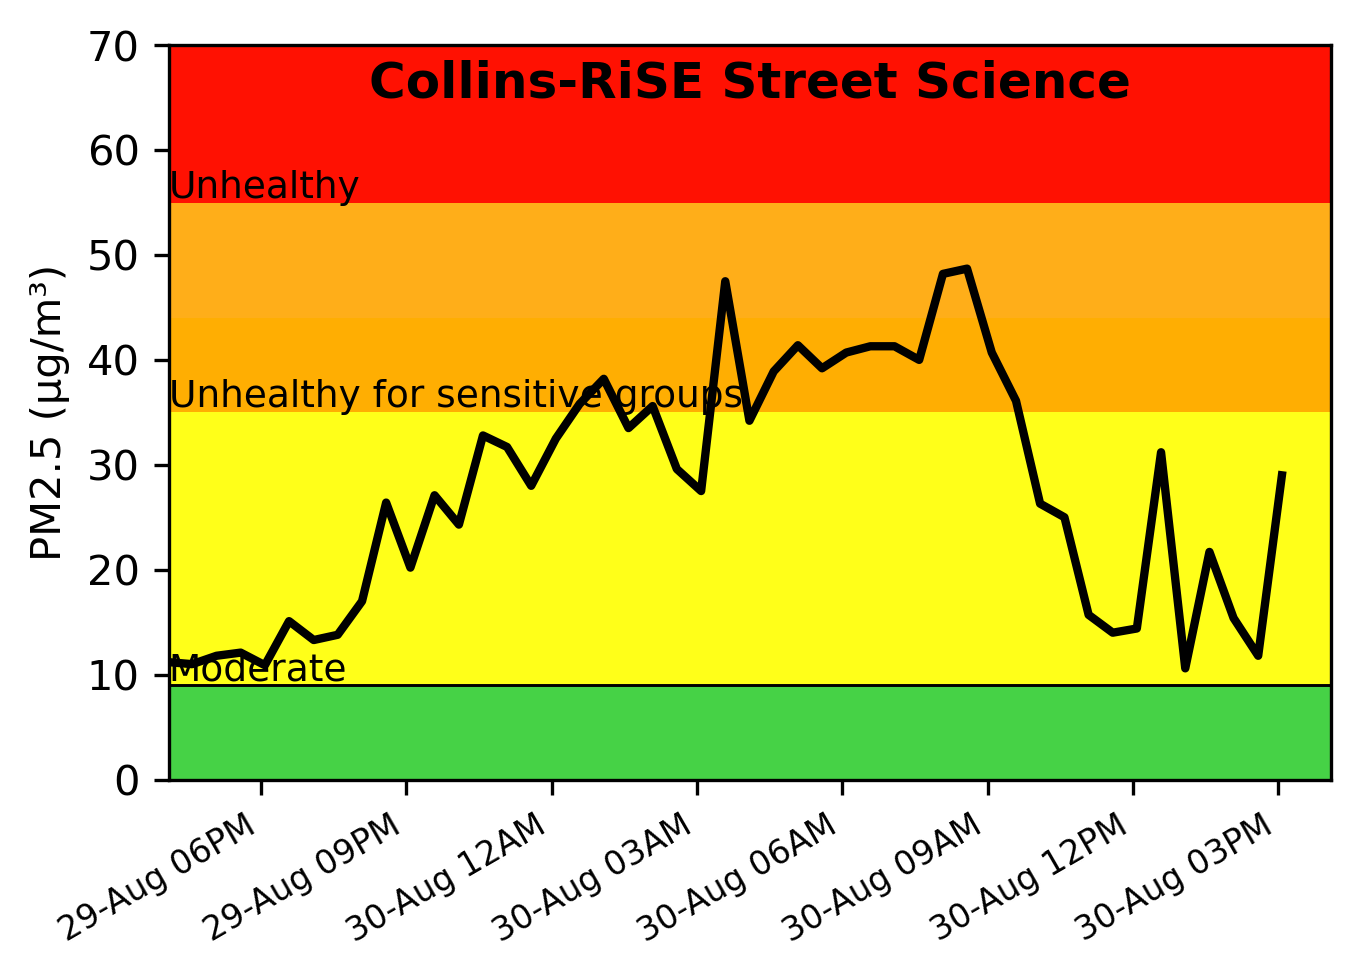 Collins-RiSE Street Science
70
60
50
40
30
20
10
0
PM2.5 (µg/m³)
Unhealthy
Unhealthy for sensitive groups
Moderate
29-Aug 06PM
29-Aug 09PM
30-Aug 12AM
30-Aug 03AM
30-Aug 06AM
30-Aug 09AM
30-Aug 12PM
30-Aug 03PM